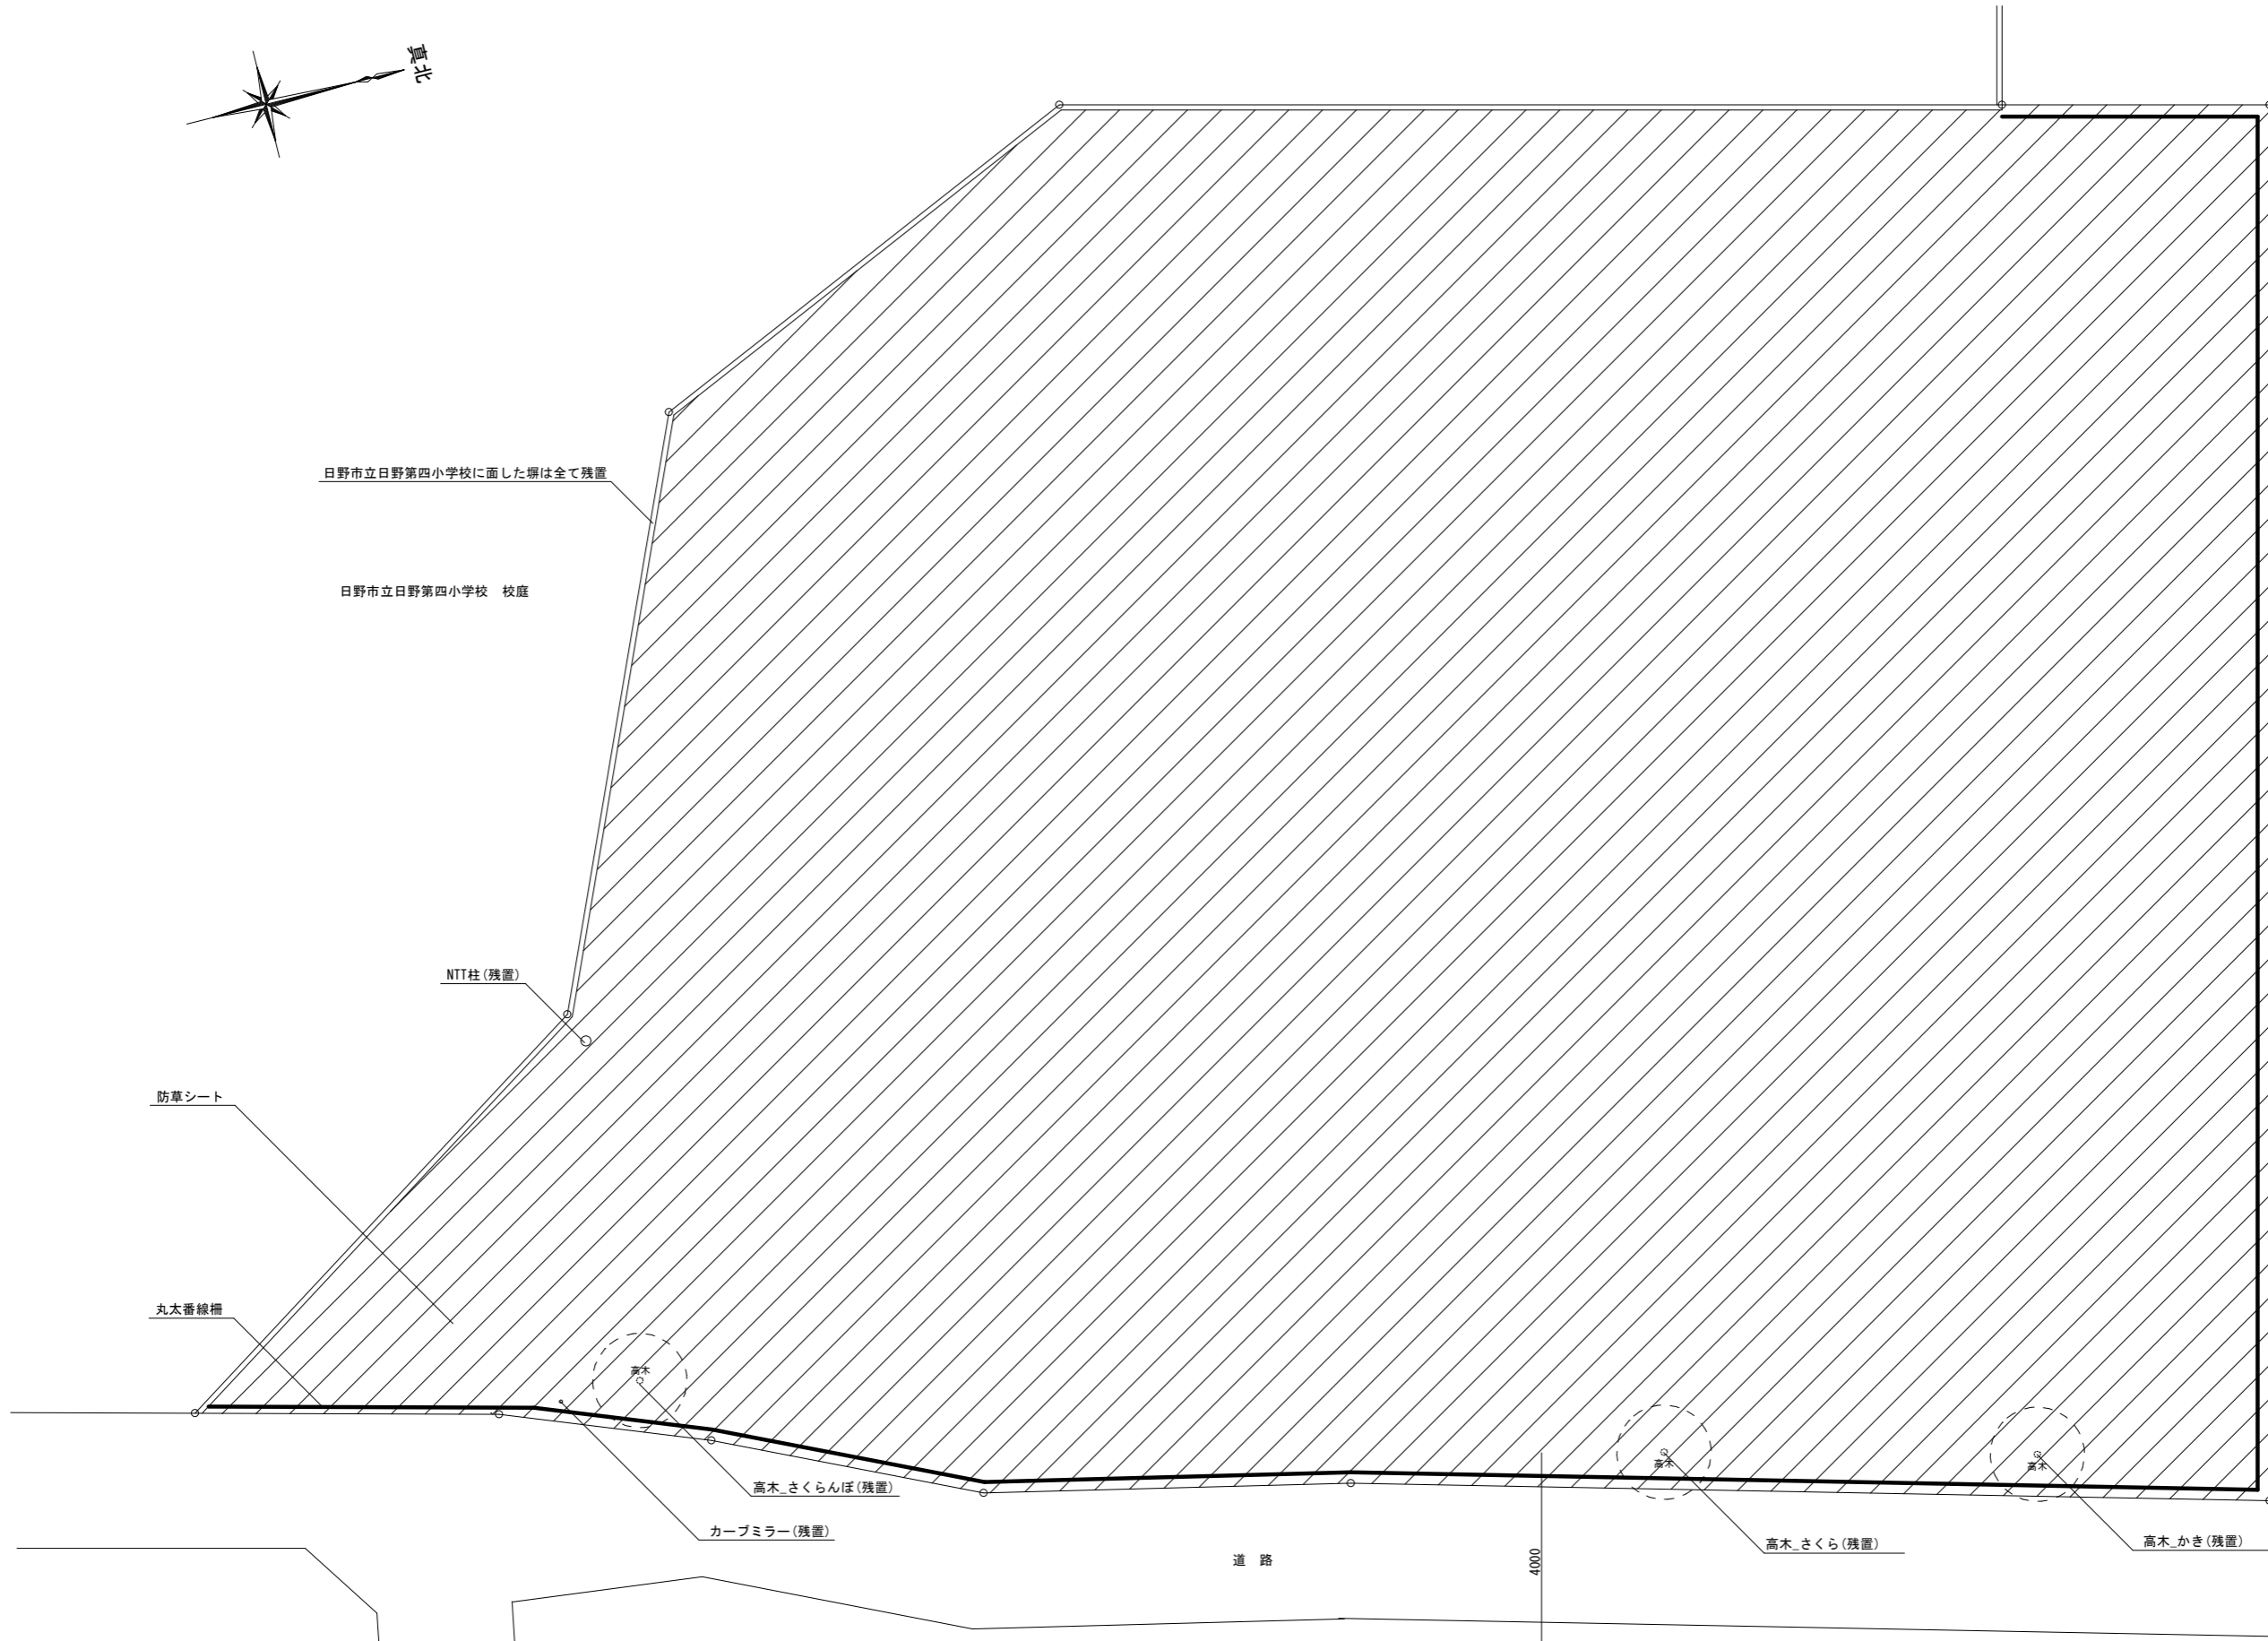 真北
日野市立日野第四小学校に面した塀は全て残置
日野市立日野第四小学校　校庭
NTT柱(残置)
防草シート
丸太番線柵
高木
高木_さくらんぼ(残置)
カーブミラー(残置)
道　路
4000
高木
高木_さくら(残置)
高木
高木_かき(残置)